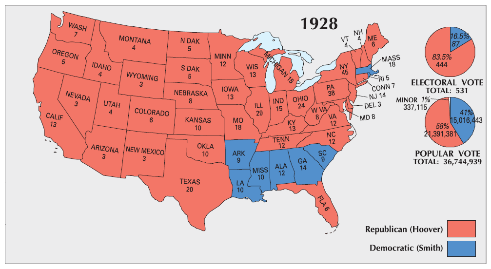 1928
WASH
7
OREGON
5
CALIF
13
NEVADA
3
IDAHO
4
MONTANA
4
WYOMING
3
UTAH
4
ARIZONA
3
COLORADO
6
NEW MEXICO
3
N DAK
5
S DAK
5
NEBRASKA
8
KANSAS
10
OKLA
10
TEXAS
20
MINN
12
IOWA
13
MO
18
ARK
9
LA
10
WIS
13
ILL
29
MICHIGAN 15
IND
15
OHIO
24
KY
13
TENN
12
MISS
10
ALA
12
GA
14
FLA 6
SC
9
NC
12
VA
12
W VA
8
PA
38
NY
45
VT
4
NH
4
ME
6
MASS
18
RI 5
CONN 7
NJ 14
DEL 3
MD 8
16.5%
87
83.5%
444
ELECTORAL VOTE
TOTAL: 531
MINOR 1%
337,115
41%
15,016,443
58%
21,391,381
POPULAR VOTE
TOTAL: 36,744,939
Republican (Hoover)
Democratic (Smith)